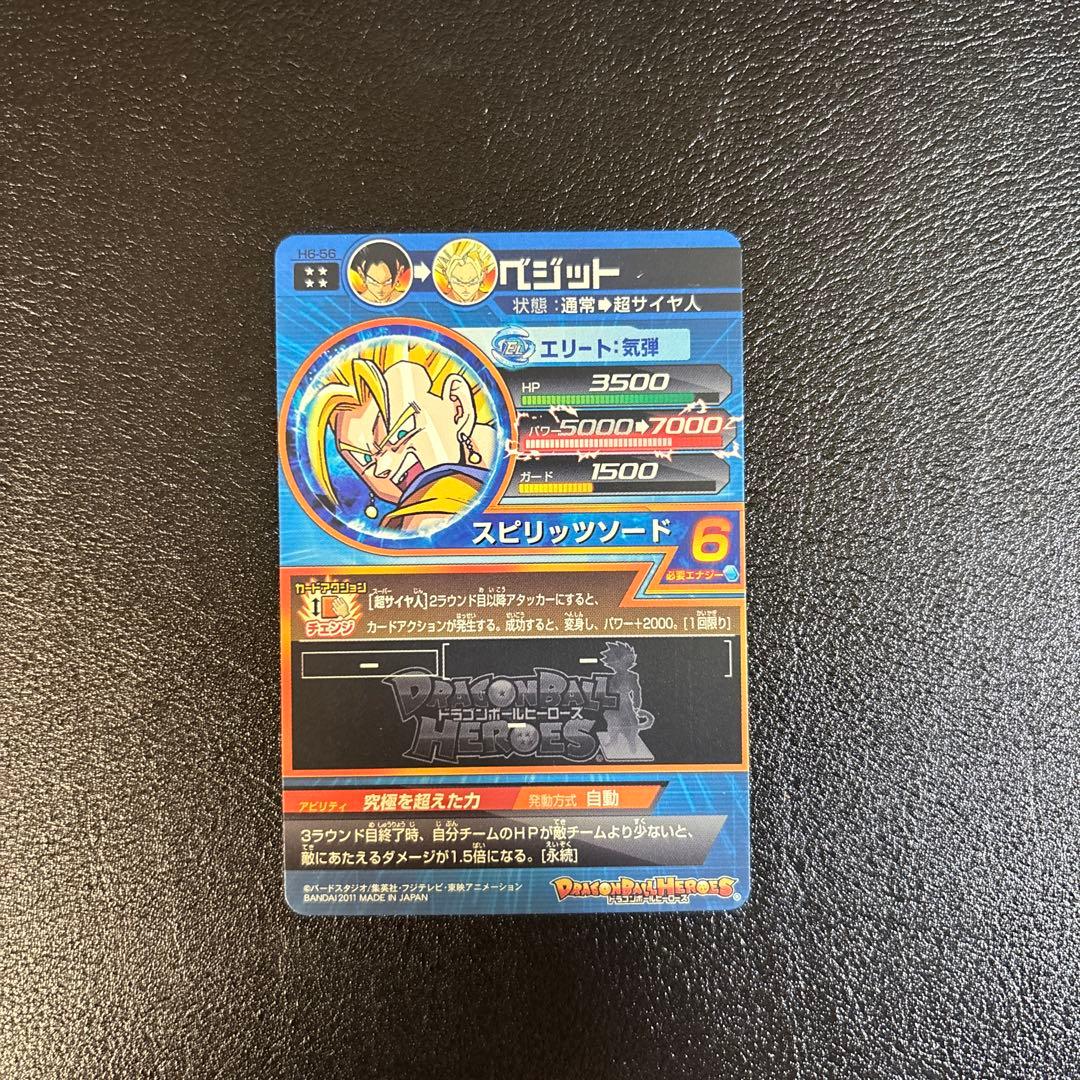 H6-56
ベジット
状態:通常➡超サイヤ人
EL エリート:気弾
HP 3500
パワー 5000➡7000
ガード 1500
スピリッツソード
6
必要エナジー
カードアクション
チェンジ
[超サイヤ人]2ラウンド目以降アタッカーにすると、
カードアクションが発生する。成功すると、変身し、パワー+2000。[1回限り]
DRAGONBALL
ドラゴンボールヒーローズ
HEROES
アビリティ 究極を超えた力 発動方式 自動
3ラウンド目終了時、自分チームのHPが敵チームより少ないと、
敵にあたえるダメージが1.5倍になる。[永続]
©バードスタジオ/集英社・フジテレビ・東映アニメーション
BANDAI 2011 MADE IN JAPAN
DRAGONBALL HEROES
ドラゴンボールヒーローズ